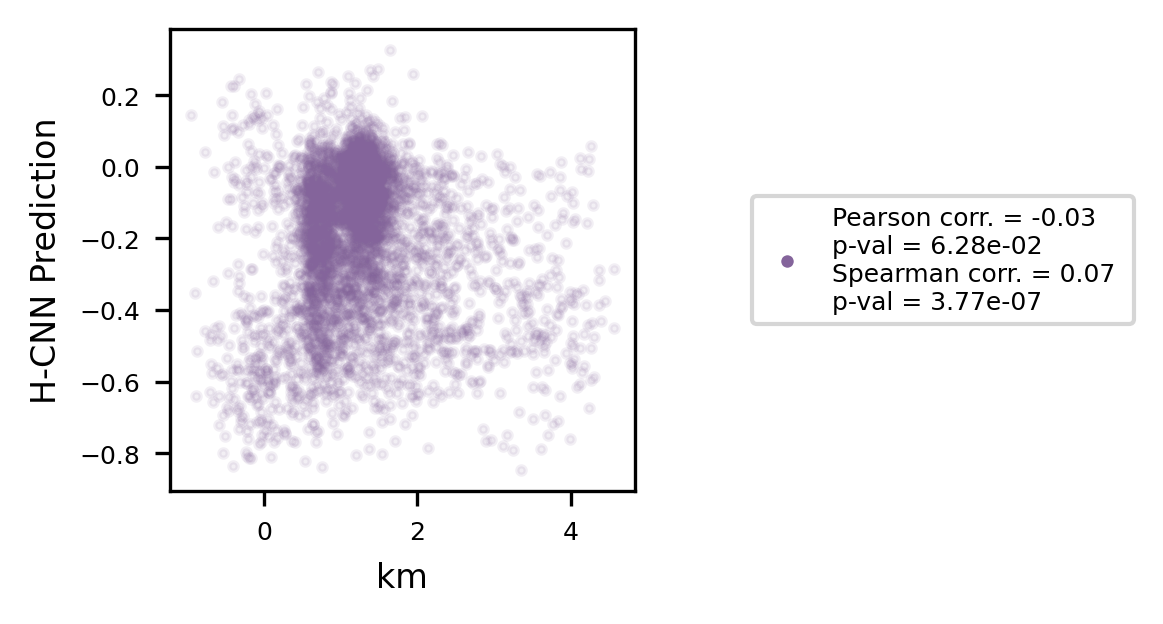 0.2
0.0
−0.2
−0.4
−0.6
−0.8
H-CNN Prediction
0 2 4
km
Pearson corr. = -0.03
p-val = 6.28e-02
Spearman corr. = 0.07
p-val = 3.77e-07